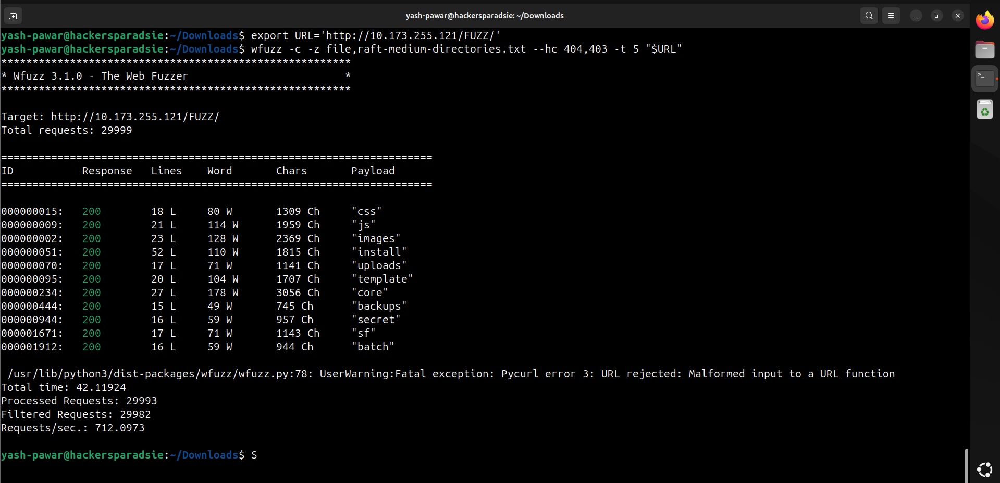 yash-pawar@hackersparadsie: ~/Downloads
yash-pawar@hackersparadsie:~/Downloads$ export URL='http://10.173.255.121/FUZZ/'
yash-pawar@hackersparadsie:~/Downloads$ wfuzz -c -z file,raft-medium-directories.txt --hc 404,403 -t 5 "$URL"
********************************************************
* Wfuzz 3.1.0 - The Web Fuzzer                         *
********************************************************
Target: http://10.173.255.121/FUZZ/
Total requests: 29999
=====================================================================
ID           Response   Lines    Word       Chars       Payload
=====================================================================
000000015:   200        18 L     80 W       1309 Ch     "css"
000000009:   200        21 L     114 W      1959 Ch     "js"
000000002:   200        23 L     128 W      2369 Ch     "images"
000000051:   200        52 L     110 W      1815 Ch     "install"
000000070:   200        17 L     71 W       1141 Ch     "uploads"
000000095:   200        20 L     104 W      1707 Ch     "template"
000000234:   200        27 L     178 W      3056 Ch     "core"
000000444:   200        15 L     49 W       745 Ch      "backups"
000000944:   200        16 L     59 W       957 Ch      "secret"
000001671:   200        17 L     71 W       1143 Ch     "sf"
000001912:   200        16 L     59 W       944 Ch      "batch"
/usr/lib/python3/dist-packages/wfuzz/wfuzz.py:78: UserWarning:Fatal exception: Pycurl error 3: URL rejected: Malformed input to a URL function
Total time: 42.11924
Processed Requests: 29993
Filtered Requests: 29982
Requests/sec.: 712.0973
yash-pawar@hackersparadsie:~/Downloads$ S